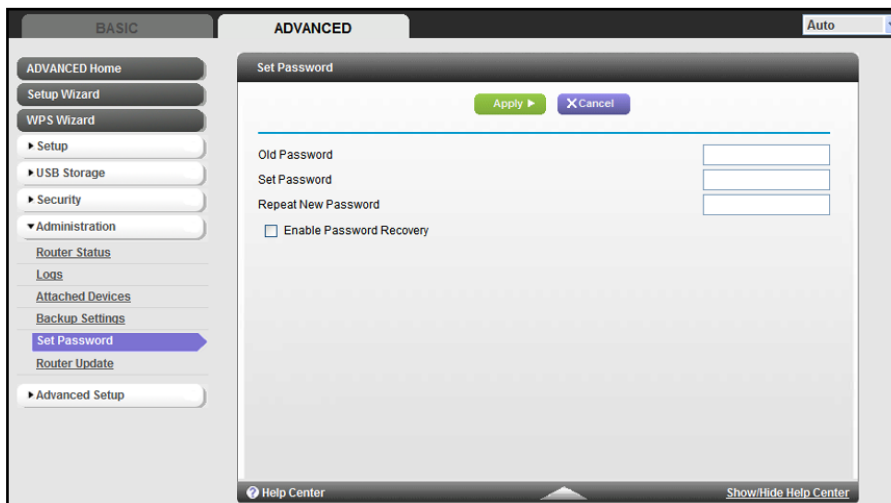 BASIC
ADVANCED
Auto
ADVANCED Home
Setup Wizard
WPS Wizard
Setup
USB Storage
Security
Administration
Router Status
Logs
Attached Devices
Backup Settings
Set Password
Router Update
Advanced Setup
Set Password
Apply
X Cancel
Old Password
Set Password
Repeat New Password
Enable Password Recovery
Help Center
Show/Hide Help Center